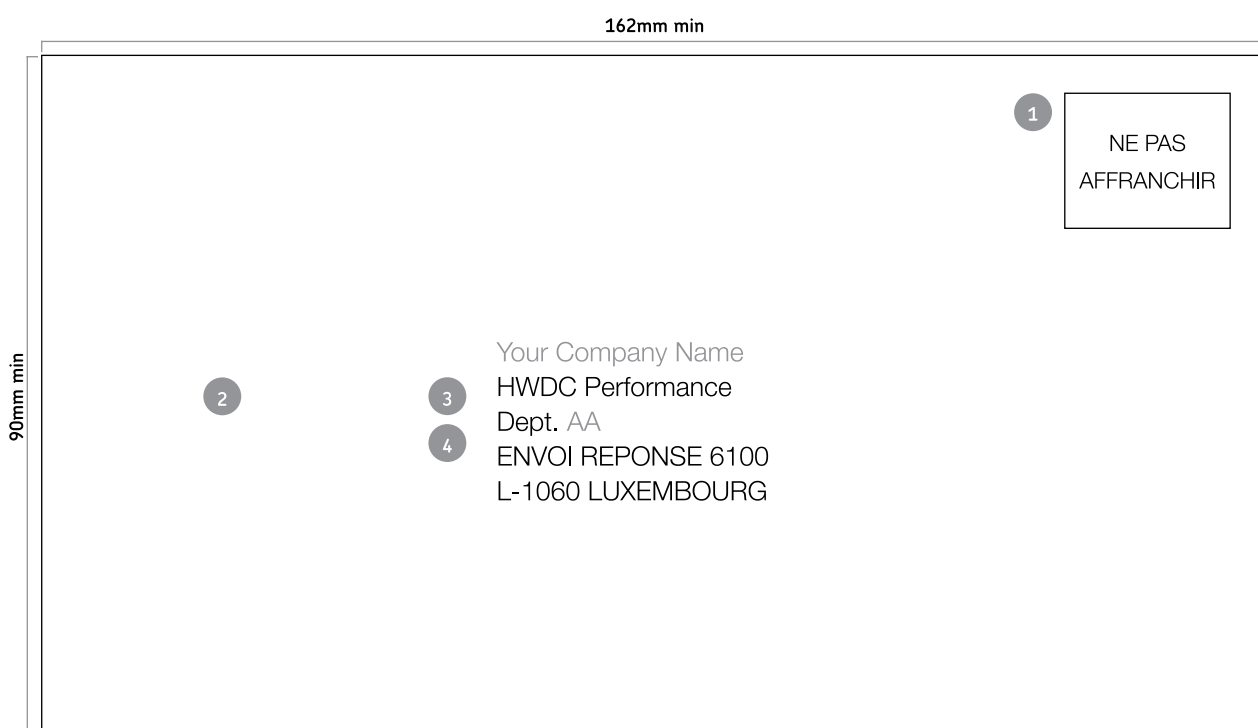 162mm min
1
NE PAS
AFFRANCHIR
90mm min
2
3
4
Your Company Name
HWDC Performance
Dept. AA
ENVOI REPONSE 6100
L-1060 LUXEMBOURG